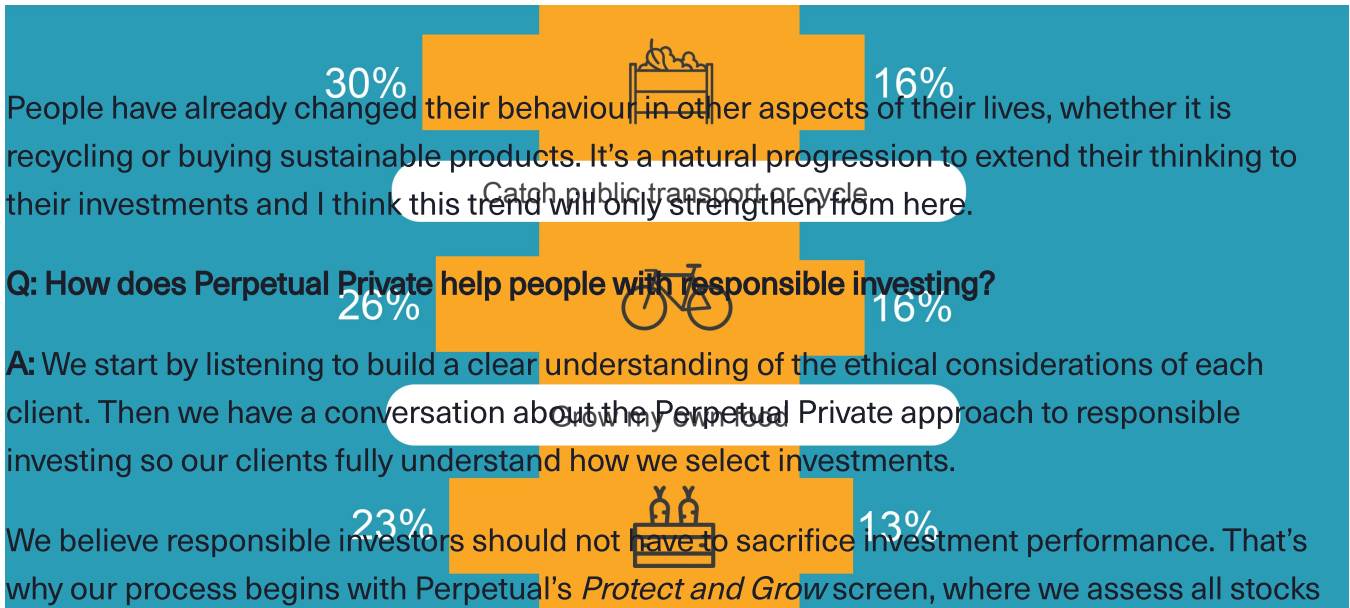 30% 16%
People have already changed their behaviour in other aspects of their lives, whether it is
recycling or buying sustainable products. It’s a natural progression to extend their thinking to
Catch public transport or cycle
their investments and I think this trend will only strengthen from here.
Q: How does Perpetual Private help people with responsible investing?
26% 16%
A: We start by listening to build a clear understanding of the ethical considerations of each
client. Then we have a conversation about the Perpetual Private approach to responsible
Grow my own food
investing so our clients fully understand how we select investments.
23% 13%
We believe responsible investors should not have to sacrifice investment performance. That’s
why our process begins with Perpetual’s Protect and Grow screen, where we assess all stocks